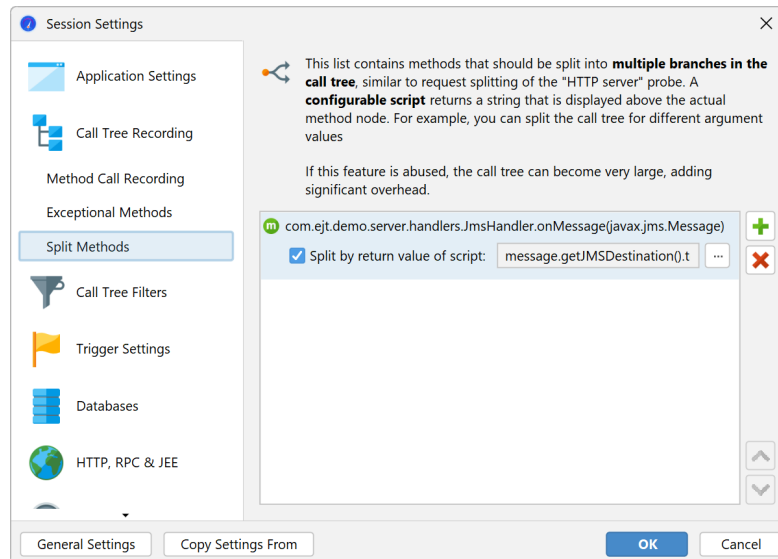 Session Settings
Application Settings
Call Tree Recording
Method Call Recording
Exceptional Methods
Split Methods
Call Tree Filters
Trigger Settings
Databases
HTTP, RPC & JEE
This list contains methods that should be split into multiple branches in the
call tree, similar to request splitting of the "HTTP server" probe. A
configurable script returns a string that is displayed above the actual
method node. For example, you can split the call tree for different argument
values
If this feature is abused, the call tree can become very large, adding
significant overhead.
m com.ejt.demo.server.handlers.JmsHandler.onMessage(javax.jms.Message)
Split by return value of script: message.getJMSDestination().t ...
General Settings Copy Settings From OK Cancel